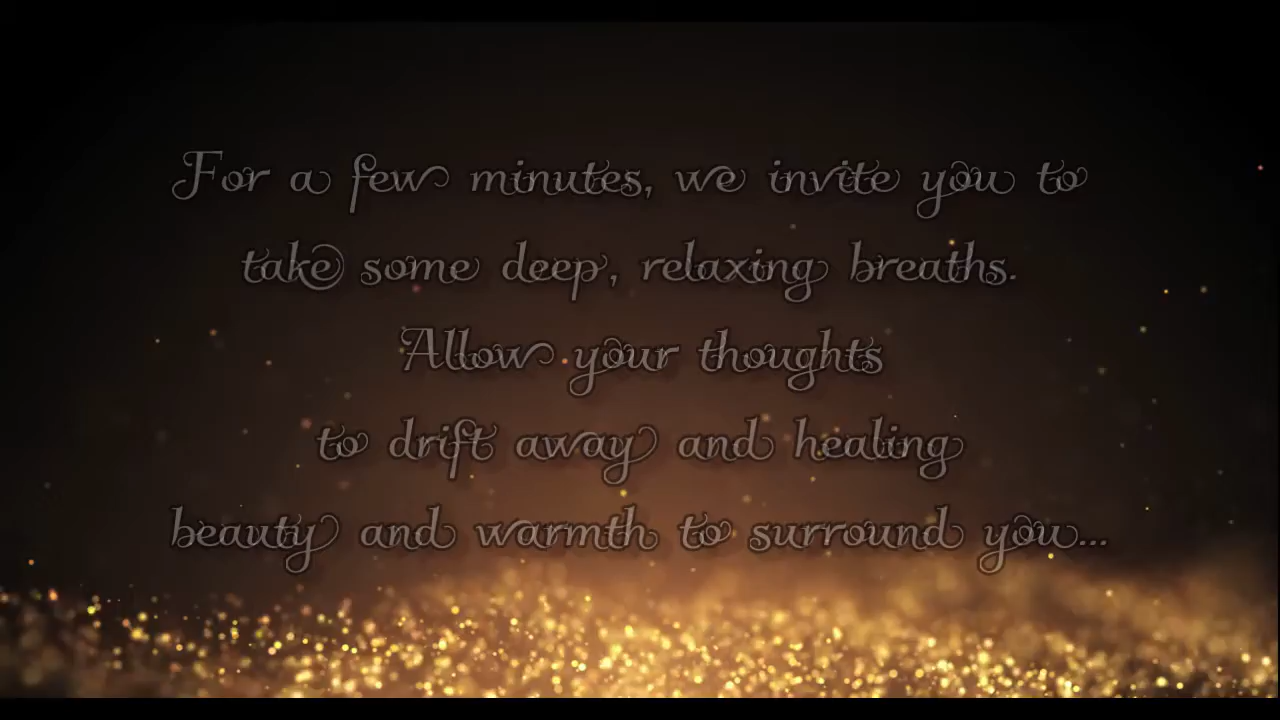 For a few minutes, we invite you to
take some deep, relaxing breaths.
Allow your thoughts
to drift away and healing
beauty and warmth to surround you...